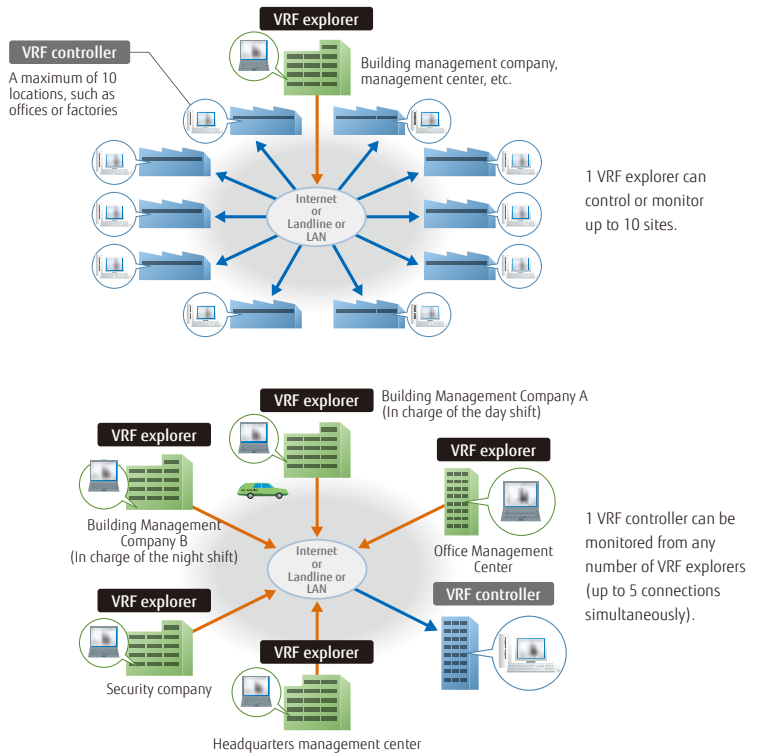 VRF explorer
VRF controller
A maximum of 10
locations, such as
offices or factories
Building management company,
management center, etc.
Internet
or
Landline or
LAN
1 VRF explorer can
control or monitor
up to 10 sites.
VRF explorer
Building Management Company A
(In charge of the day shift)
VRF explorer
Building Management
Company B
(In charge of the night shift)
VRF explorer
Office Management
Center
Internet
or
Landline or
LAN
1 VRF controller can be
monitored from any
number of VRF explorers
(up to 5 connections
simultaneously).
VRF explorer
Security company
VRF controller
VRF explorer
Headquarters management center